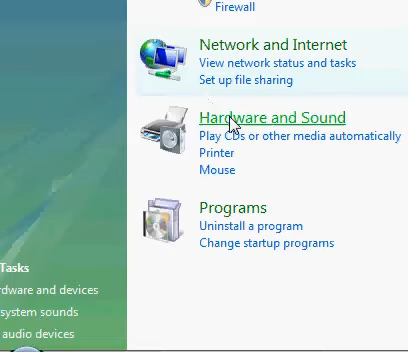 Firewall
Network and Internet
View network status and tasks
Set up file sharing
Hardware and Sound
Play CDs or other media automatically
Printer
Mouse
Programs
Uninstall a program
Change startup programs
Tasks
rdware and devices
system sounds
audio devices